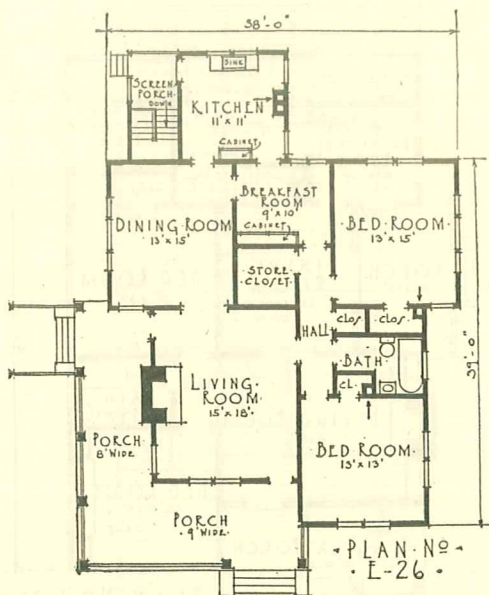 38'-0"
SINK
SCREEN
PORCH
DOWN
KITCHEN
11' x 11'
CABINET
BREAKFAST
ROOM
9' x 10'
CABINET
DINING ROOM
13' x 15'
BED ROOM
13' x 15'
STORE
CLOSET
HALL
CLOS
CLOS.
39'-0"
BATH
CL.
LIVING
ROOM
15' x 18'
BED ROOM
13' x 13'
PORCH
8' WIDE
PORCH
9' WIDE
PLAN Nº
E-26